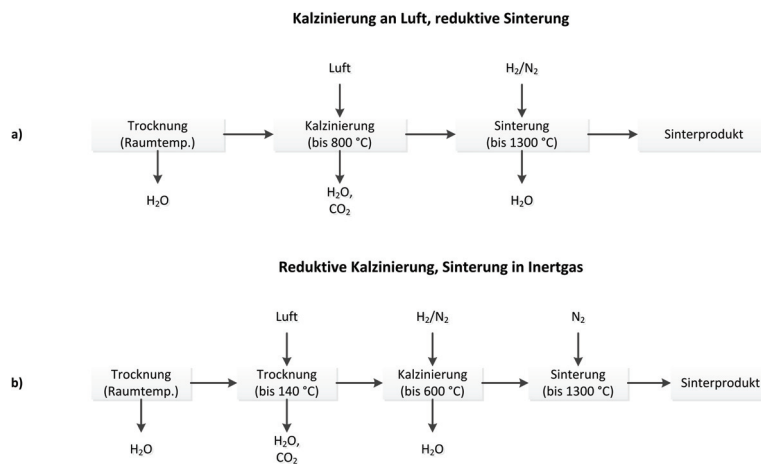 Kalzinierung an Luft, reduktive Sinterung
Luft
H₂/N₂
a)
Trocknung
(Raumtemp.)
Kalzinierung
(bis 800 °C)
Sinterung
(bis 1300 °C)
Sinterprodukt
H₂O
H₂O,
CO₂
H₂O
Reduktive Kalzinierung, Sinterung in Inertgas
Luft
H₂/N₂
N₂
b)
Trocknung
(Raumtemp.)
Trocknung
(bis 140 °C)
Kalzinierung
(bis 600 °C)
Sinterung
(bis 1300 °C)
Sinterprodukt
H₂O
H₂O,
CO₂
H₂O